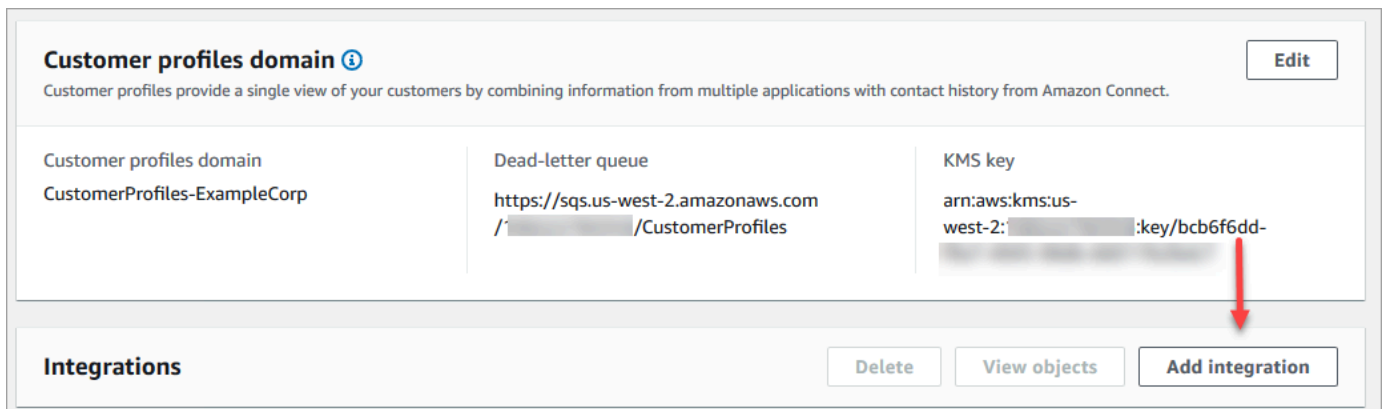 Customer profiles domain
Edit
Customer profiles provide a single view of your customers by combining information from multiple applications with contact history from Amazon Connect.
Customer profiles domain
CustomerProfiles-ExampleCorp
Dead-letter queue
https://sqs.us-west-2.amazonaws.com
/ /CustomerProfiles
KMS key
arn:aws:kms:us-
west-2: :key/bcb6f6dd-
Integrations
Delete
View objects
Add integration